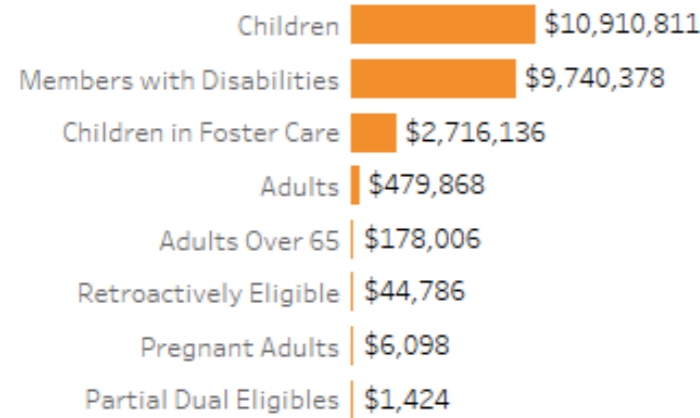 Children $10,910,811
Members with Disabilities $9,740,378
Children in Foster Care $2,716,136
Adults $479,868
Adults Over 65 $178,006
Retroactively Eligible $44,786
Pregnant Adults $6,098
Partial Dual Eligibles $1,424